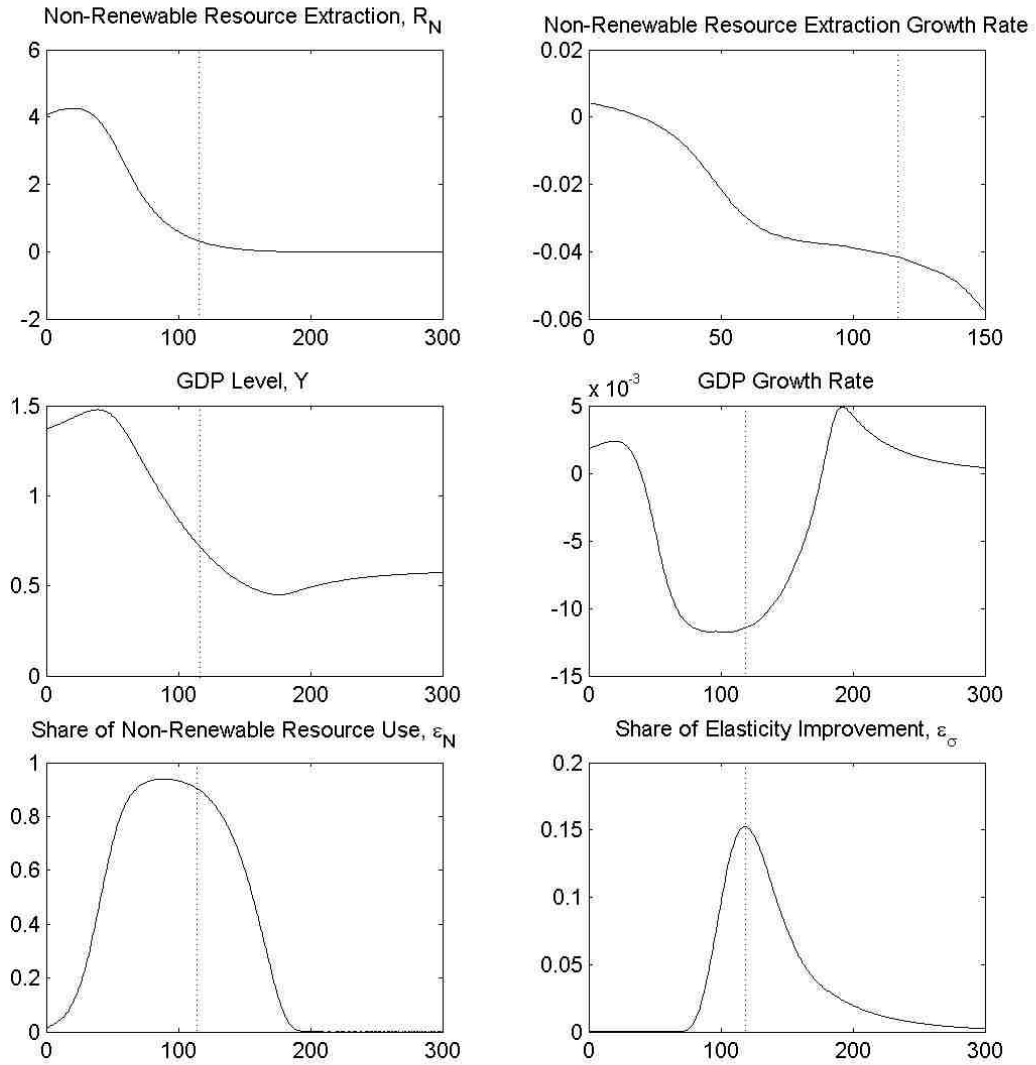 Non-Renewable Resource Extraction, R_N
6
4
2
0
-2
0 100 200 300
Non-Renewable Resource Extraction Growth Rate
0.02
0
-0.02
-0.04
-0.06
0 50 100 150
GDP Level, Y
1.5
1
0.5
0
0 100 200 300
GDP Growth Rate
x 10^-3
5
0
-5
-10
-15
0 100 200 300
Share of Non-Renewable Resource Use, ε_N
1
0.8
0.6
0.4
0.2
0
0 100 200 300
Share of Elasticity Improvement, ε_σ
0.2
0.15
0.1
0.05
0
0 100 200 300